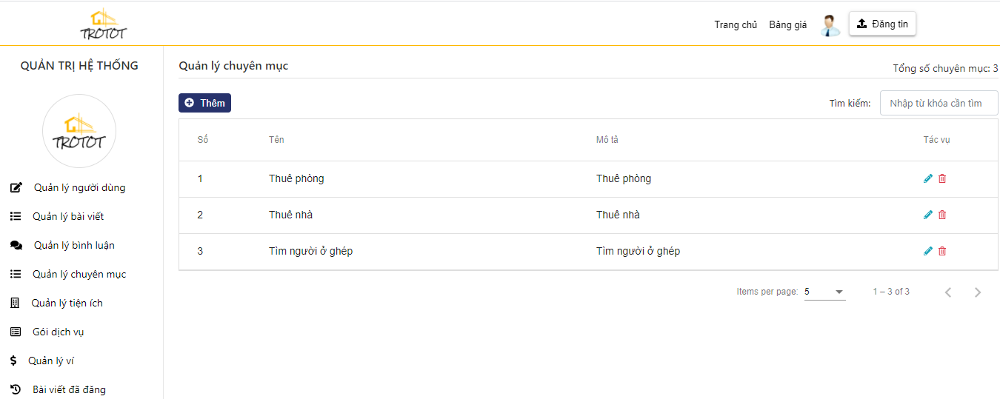 TROTOT
Trang chủ Bảng giá Đăng tin
QUẢN TRỊ HỆ THỐNG
TROTOT
Quản lý người dùng
Quản lý bài viết
Quản lý bình luận
Quản lý chuyên mục
Quản lý tiện ích
Gói dịch vụ
Quản lý ví
Bài viết đã đăng
Quản lý chuyên mục
Tổng số chuyên mục: 3
Thêm
Tìm kiếm: Nhập từ khóa cần tìm
Số Tên Mô tả Tác vụ
1 Thuê phòng Thuê phòng
2 Thuê nhà Thuê nhà
3 Tìm người ở ghép Tìm người ở ghép
Items per page: 5 1 – 3 of 3